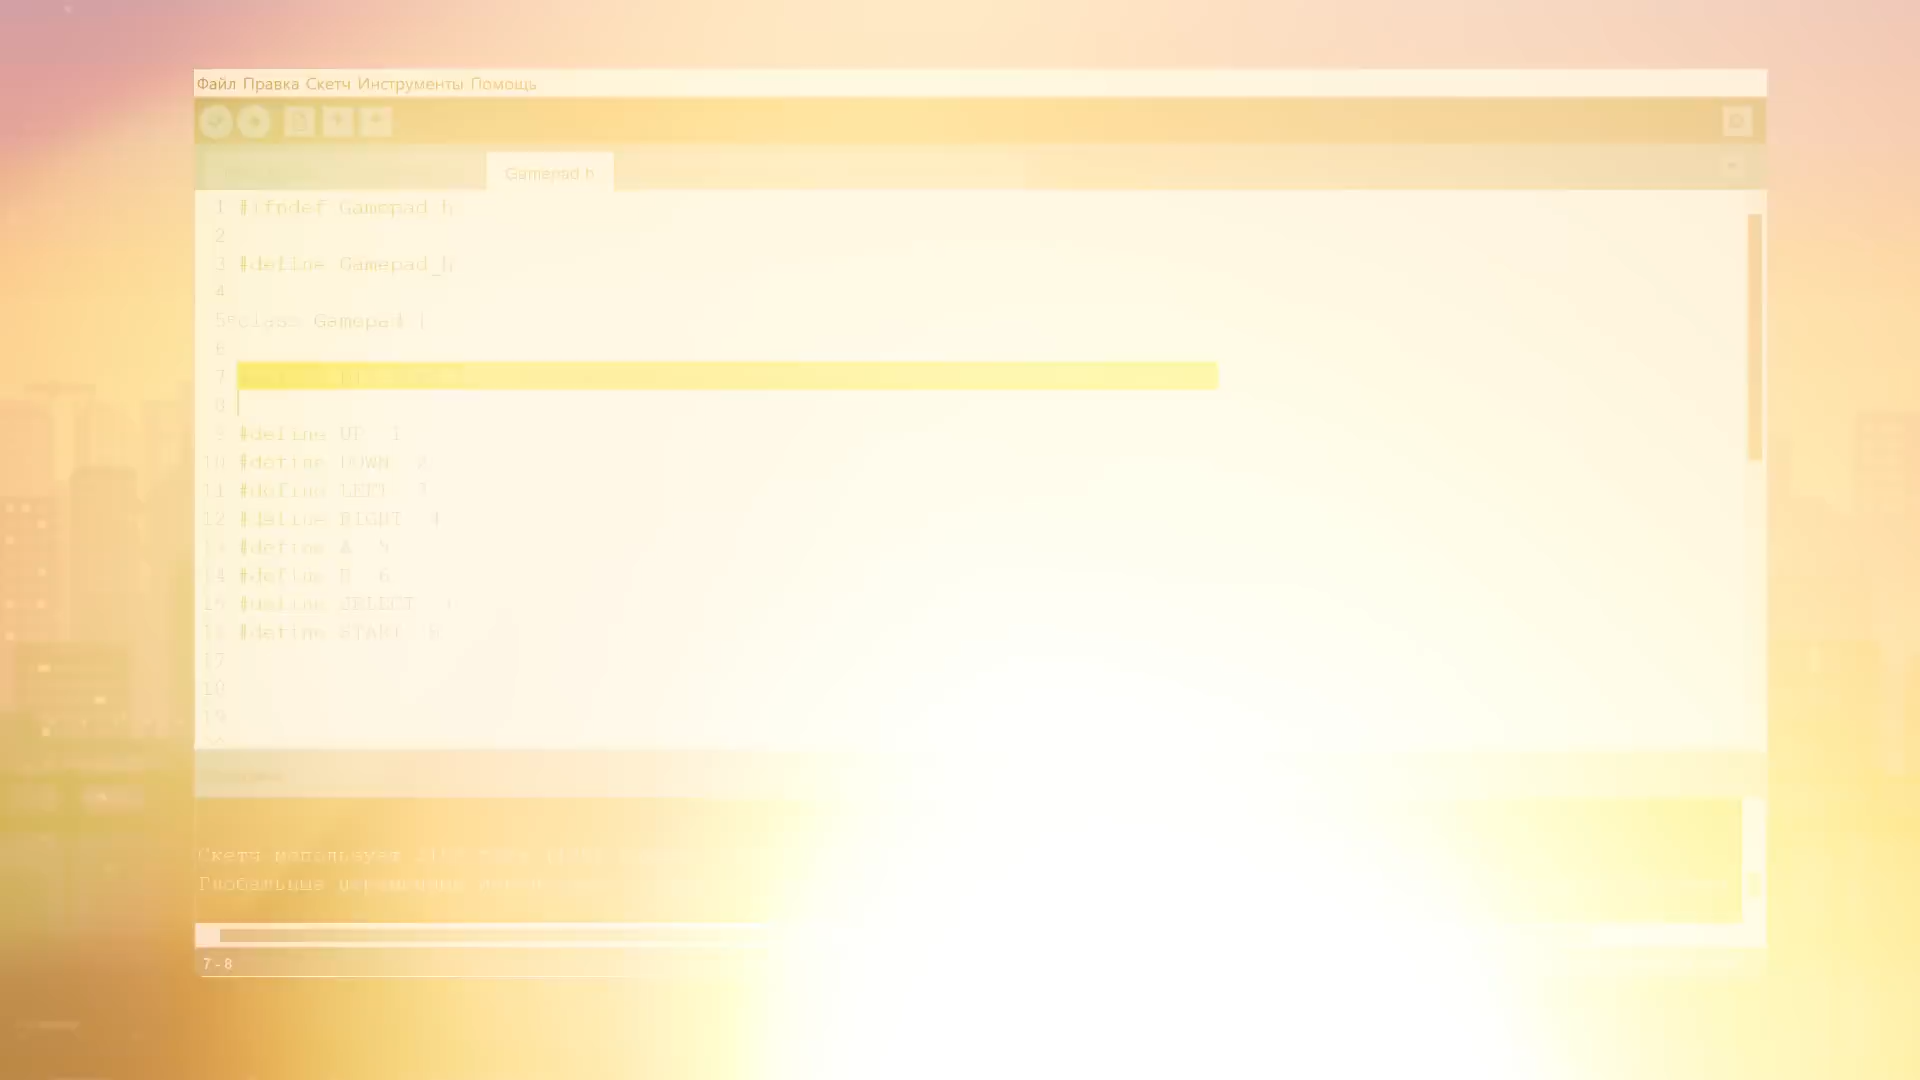 Файл Правка Скетч Инструменты Помощь
Gamepad.h
1 #ifndef Gamepad_h
2
3 #define Gamepad_h
4
5 class Gamepad {
6
7
8
9 #define UP 1
10 #define DOWN 2
11 #define LEFT 3
12 #define RIGHT 4
13 #define A 5
14 #define B 6
15 #define SELECT
16 #define START 8
17
18
19
Скетч использует
Глобальные переменные
7 - 8